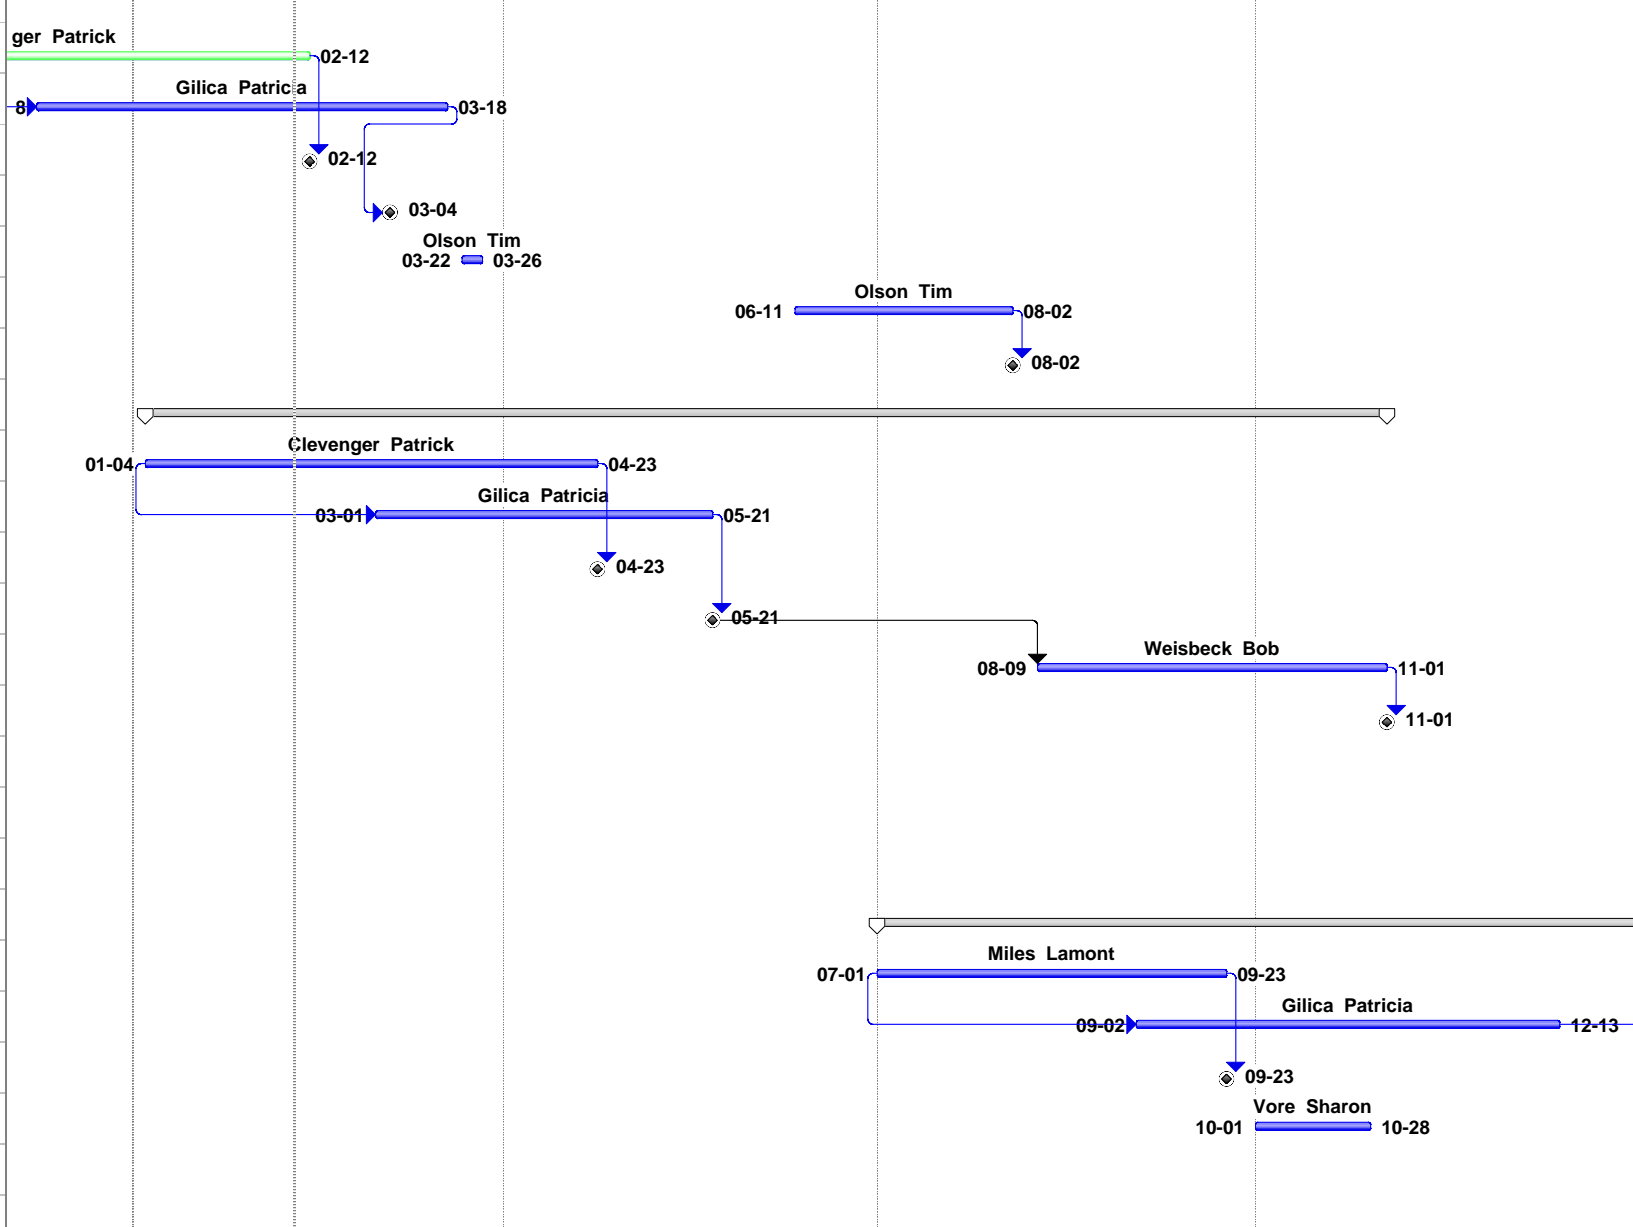 ger Patrick
02-12
Gilica Patricia
8 03-18
02-12
03-04
Olson Tim
03-22 03-26
Olson Tim
06-11 08-02
08-02
Clevenger Patrick
01-04 04-23
Gilica Patricia
03-01 05-21
04-23
05-21
Weisbeck Bob
08-09 11-01
11-01
Miles Lamont
07-01 09-23
Gilica Patricia
09-02 12-13
09-23
Vore Sharon
10-01 10-28